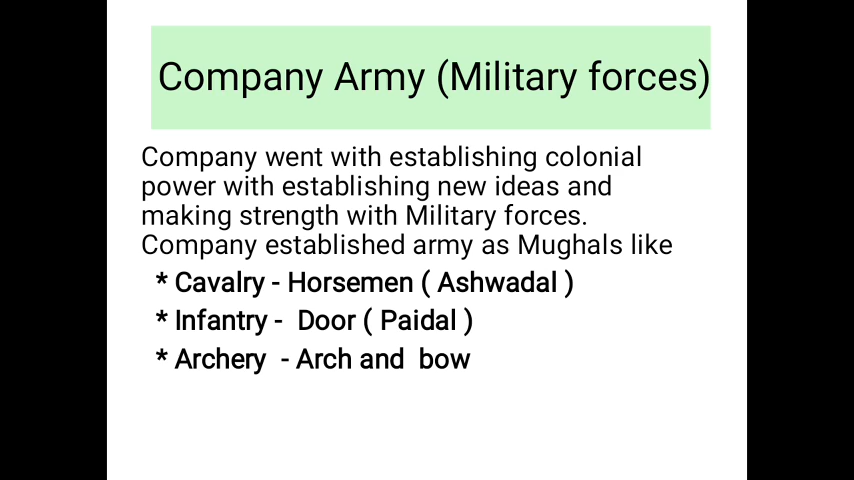 Company Army (Military forces)
Company went with establishing colonial
power with establishing new ideas and
making strength with Military forces.
Company established army as Mughals like
* Cavalry - Horsemen ( Ashwadal )
* Infantry -  Door ( Paidal )
* Archery  - Arch and  bow